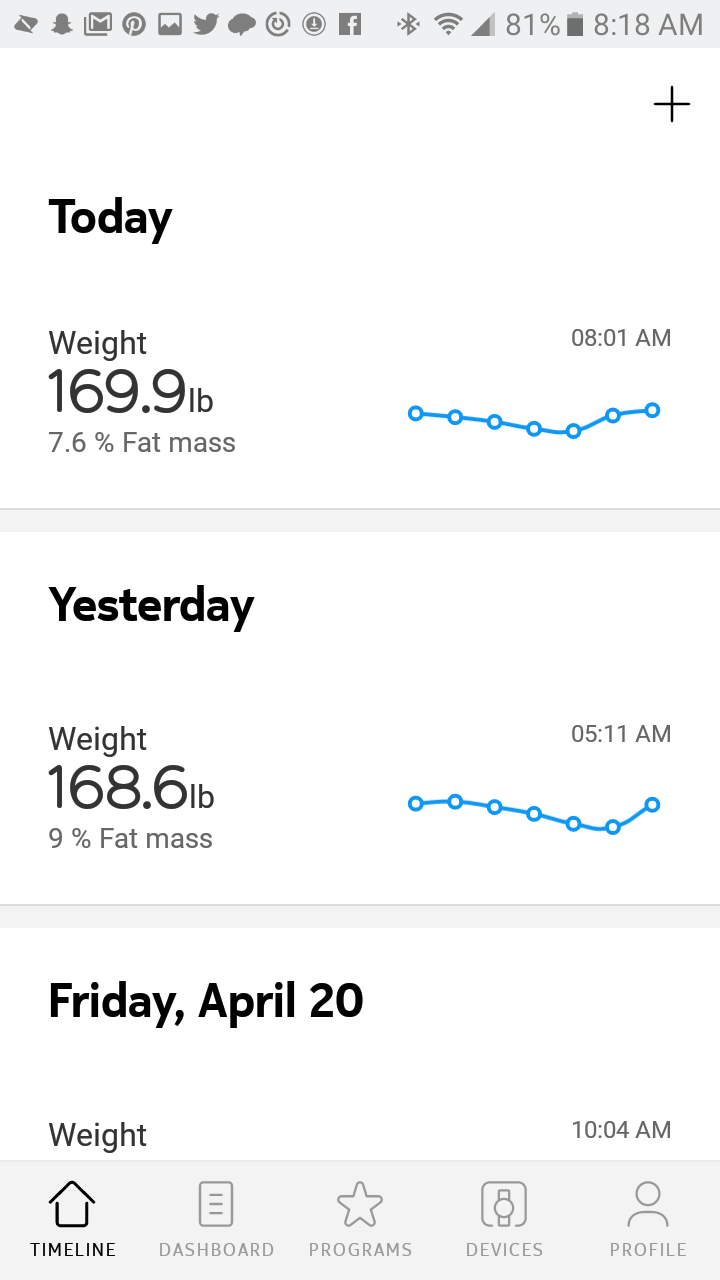 81% 8:18 AM
Today
Weight 08:01 AM
169.9lb
7.6 % Fat mass
Yesterday
Weight 05:11 AM
168.6lb
9 % Fat mass
Friday, April 20
Weight 10:04 AM
TIMELINE DASHBOARD PROGRAMS DEVICES PROFILE